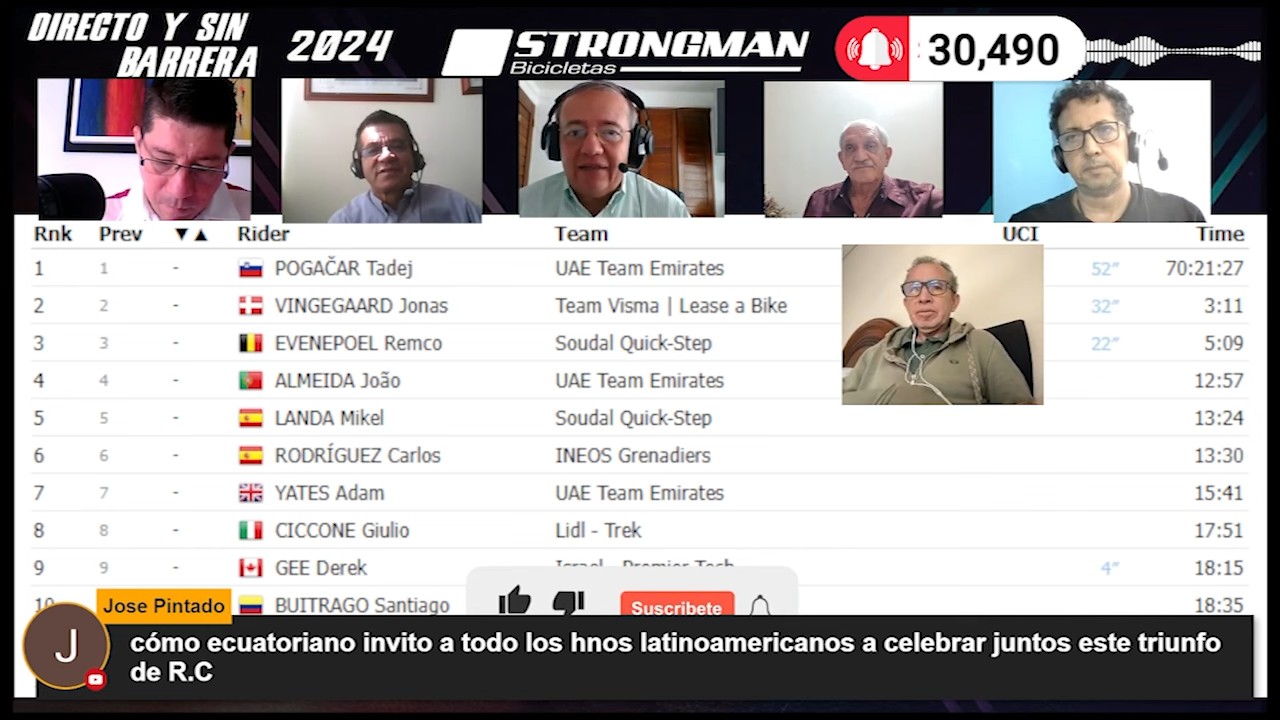 DIRECTO Y SIN
BARRERA
2024
STRONGMAN
Bicicletas
30,490
Rnk Prev ▼▲ Rider Team UCI Time
1 1 - POGAČAR Tadej UAE Team Emirates 52″ 70:21:27
2 2 - VINGEGAARD Jonas Team Visma | Lease a Bike 32″ 3:11
3 3 - EVENEPOEL Remco Soudal Quick-Step 22″ 5:09
4 4 - ALMEIDA João UAE Team Emirates 12:57
5 5 - LANDA Mikel Soudal Quick-Step 13:24
6 6 - RODRÍGUEZ Carlos INEOS Grenadiers 13:30
7 7 - YATES Adam UAE Team Emirates 15:41
8 8 - CICCONE Giulio Lidl - Trek 17:51
9 9 - GEE Derek Israel - Premier Tech 4″ 18:15
10 BUITRAGO Santiago 18:35
Suscribete
Jose Pintado
J
cómo ecuatoriano invito a todo los hnos latinoamericanos a celebrar juntos este triunfo
de R.C